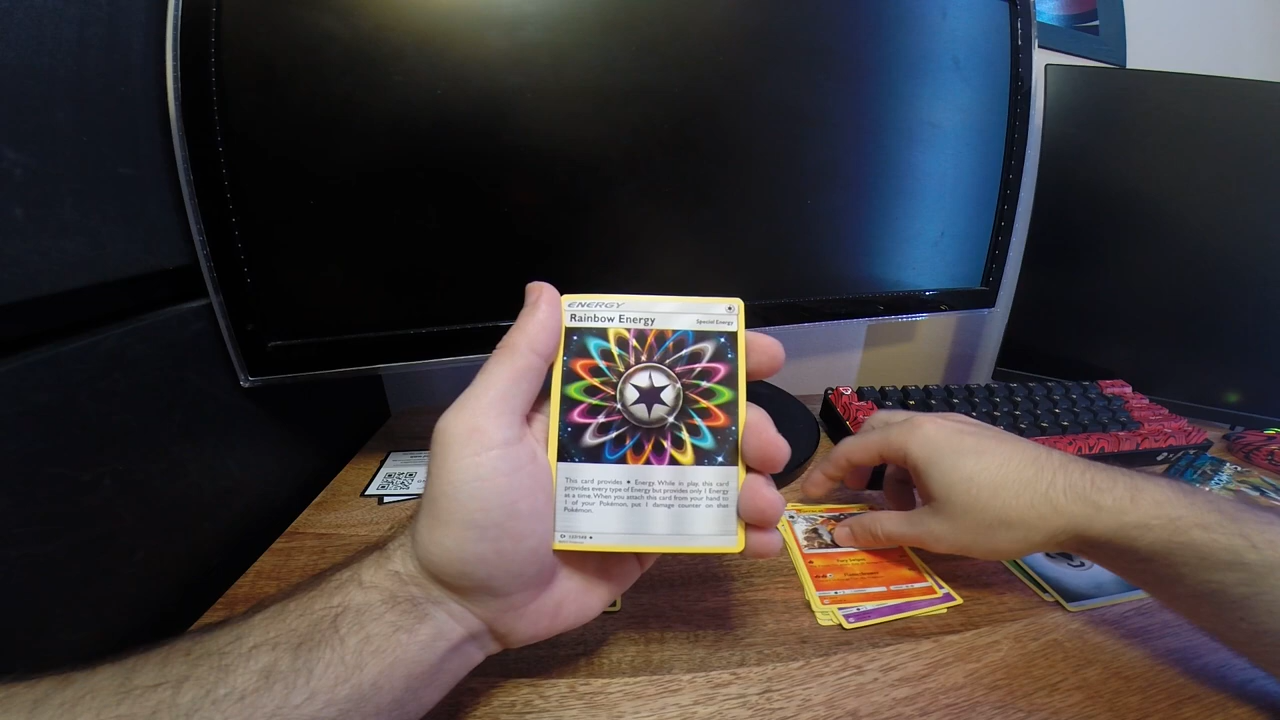 ENERGY
Rainbow Energy
Special Energy
This card provides ✶ Energy. While in play, this card
provides every type of Energy but provides only 1 Energy
at a time. When you attach this card from your hand to
1 of your Pokémon, put 1 damage counter on that
Pokémon.
137/149